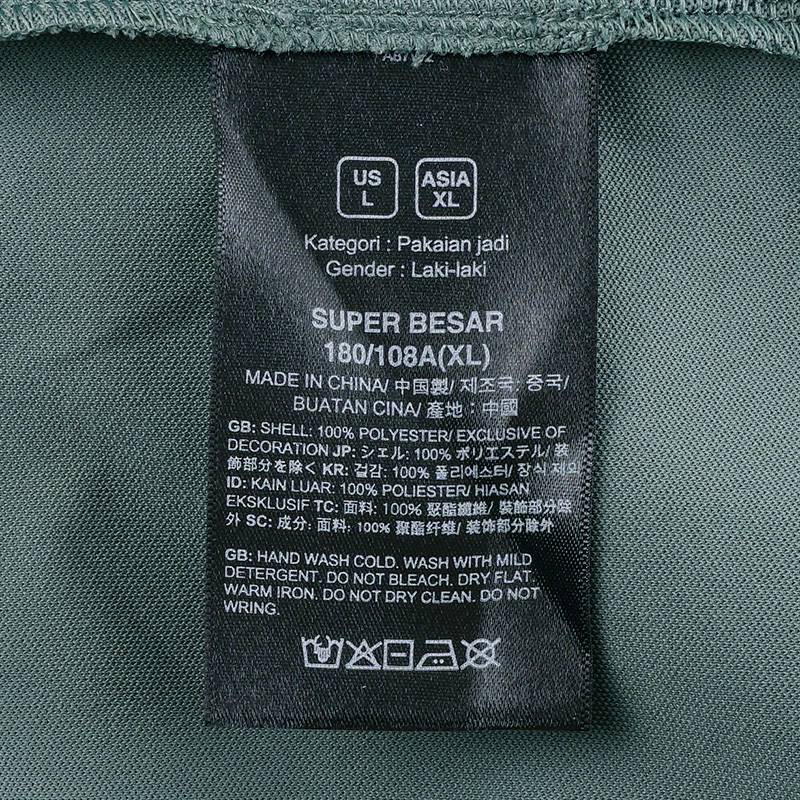 US
L
ASIA
XL
Kategori : Pakaian jadi
Gender : Laki-laki
SUPER BESAR
180/108A(XL)
MADE IN CHINA/ 中国製/ 제조국: 중국/
BUATAN CINA/ 產地：中國
GB: SHELL: 100% POLYESTER/ EXCLUSIVE OF
DECORATION JP: シェル: 100% ポリエステル/ 装
飾部分を除く KR: 겉감: 100% 폴리에스터/ 장식 제외
ID: KAIN LUAR: 100% POLIESTER/ HIASAN
EKSKLUSIF TC: 面料: 100% 聚酯纖維/ 裝飾部分除
外 SC: 成分: 面料: 100% 聚酯纤维/ 装饰部分除外
GB: HAND WASH COLD. WASH WITH MILD
DETERGENT. DO NOT BLEACH. DRY FLAT.
WARM IRON. DO NOT DRY CLEAN. DO NOT
WRING.